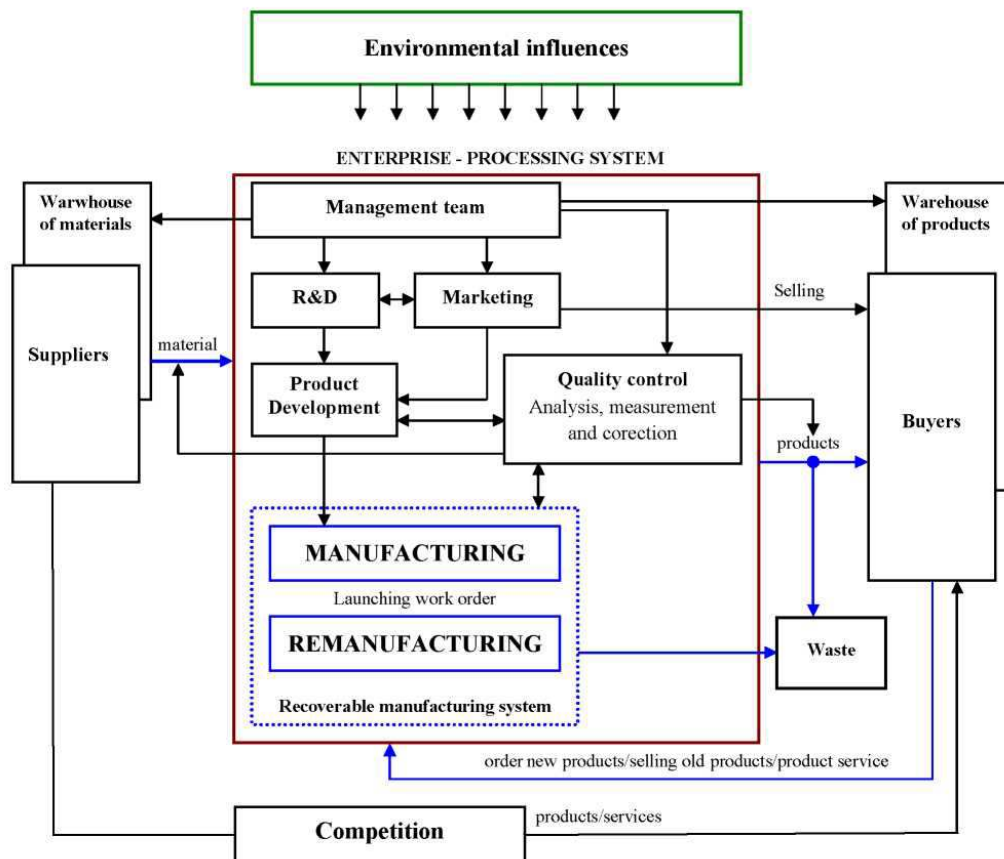 Environmental influences
ENTERPRISE - PROCESSING SYSTEM
Warwhouse
of materials
Management team
Warehouse
of products
R&D
Marketing
Selling
Suppliers
material
Product
Development
Quality control
Analysis, measurement
and corection
Buyers
products
MANUFACTURING
Launching work order
REMANUFACTURING
Waste
Recoverable manufacturing system
order new products/selling old products/product service
Competition
products/services